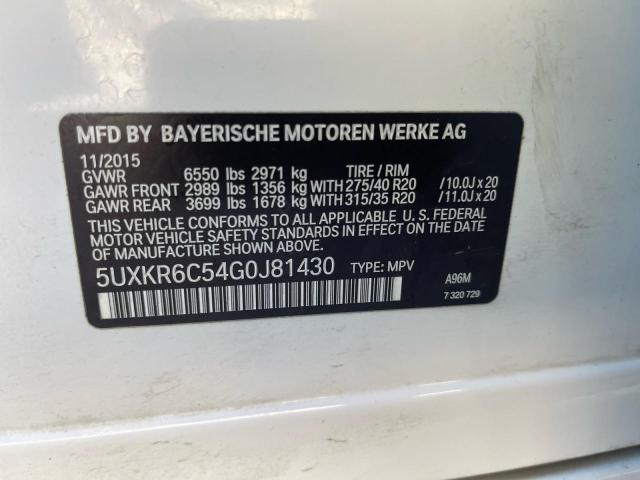 MFD BY BAYERISCHE MOTOREN WERKE AG
11/2015
GVWR 6550 lbs 2971 kg TIRE / RIM
GAWR FRONT 2989 lbs 1356 kg WITH 275/40 R20 /10.0J x 20
GAWR REAR 3699 lbs 1678 kg WITH 315/35 R20 /11.0J x 20
THIS VEHICLE CONFORMS TO ALL APPLICABLE U. S. FEDERAL
MOTOR VEHICLE SAFETY STANDARDS IN EFFECT ON THE DATE
OF MANUFACTURE SHOWN ABOVE.
5UXKR6C54G0J81430 TYPE: MPV A96M
7 320 729